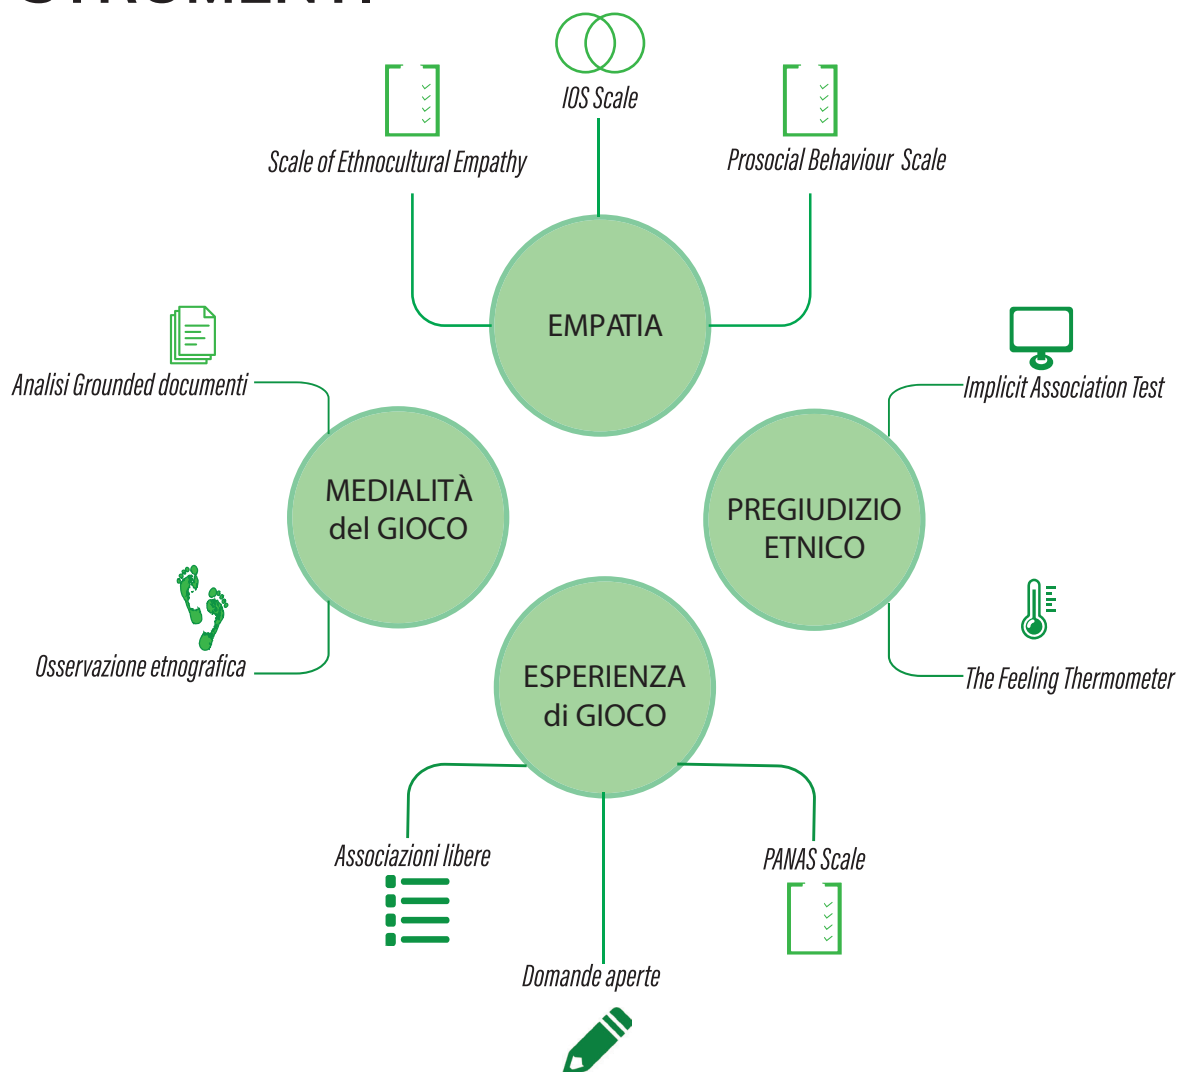 STRUMENTI
IOS Scale
Scale of Ethnocultural Empathy
Prosocial Behaviour Scale
EMPATIA
Analisi Grounded documenti
Implicit Association Test
MEDIALITÀ
del GIOCO
PREGIUDIZIO
ETNICO
Osservazione etnografica
The Feeling Thermometer
ESPERIENZA
di GIOCO
Associazioni libere
PANAS Scale
Domande aperte